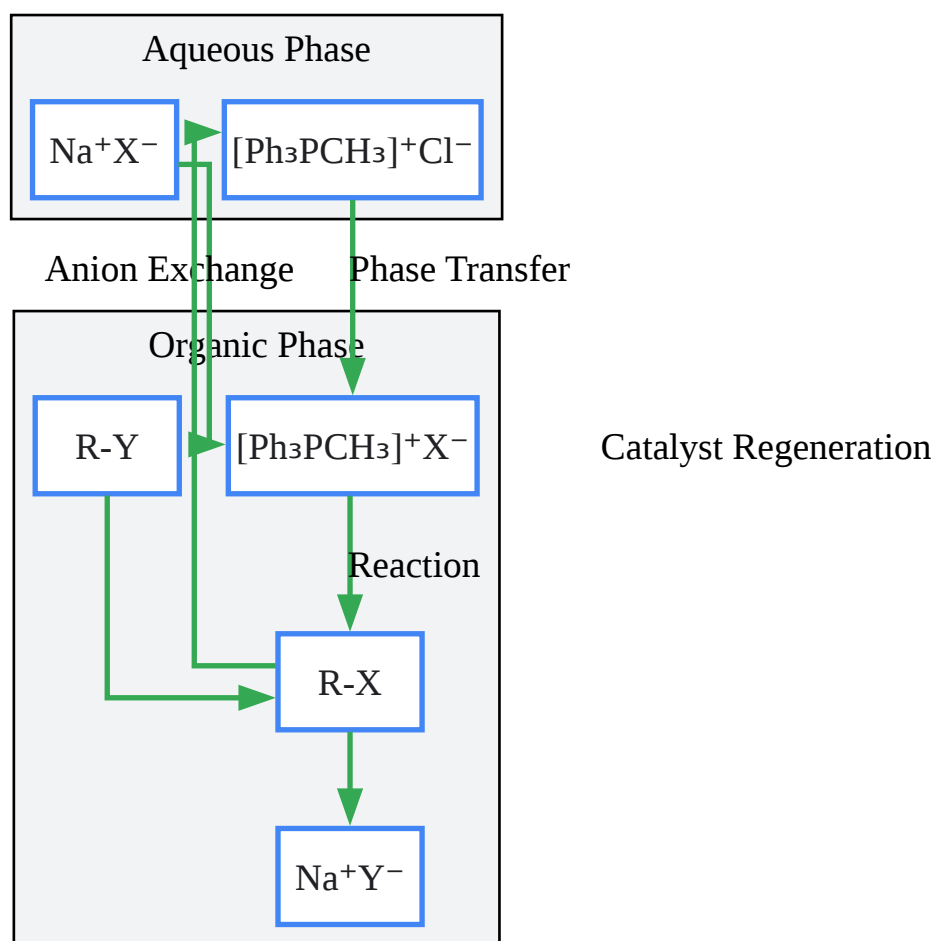 Aqueous Phase
Na⁺X⁻
[Ph₃PCH₃]⁺Cl⁻
Anion Exchange
Phase Transfer
Organic Phase
R-Y
[Ph₃PCH₃]⁺X⁻
Catalyst Regeneration
Reaction
R-X
Na⁺Y⁻